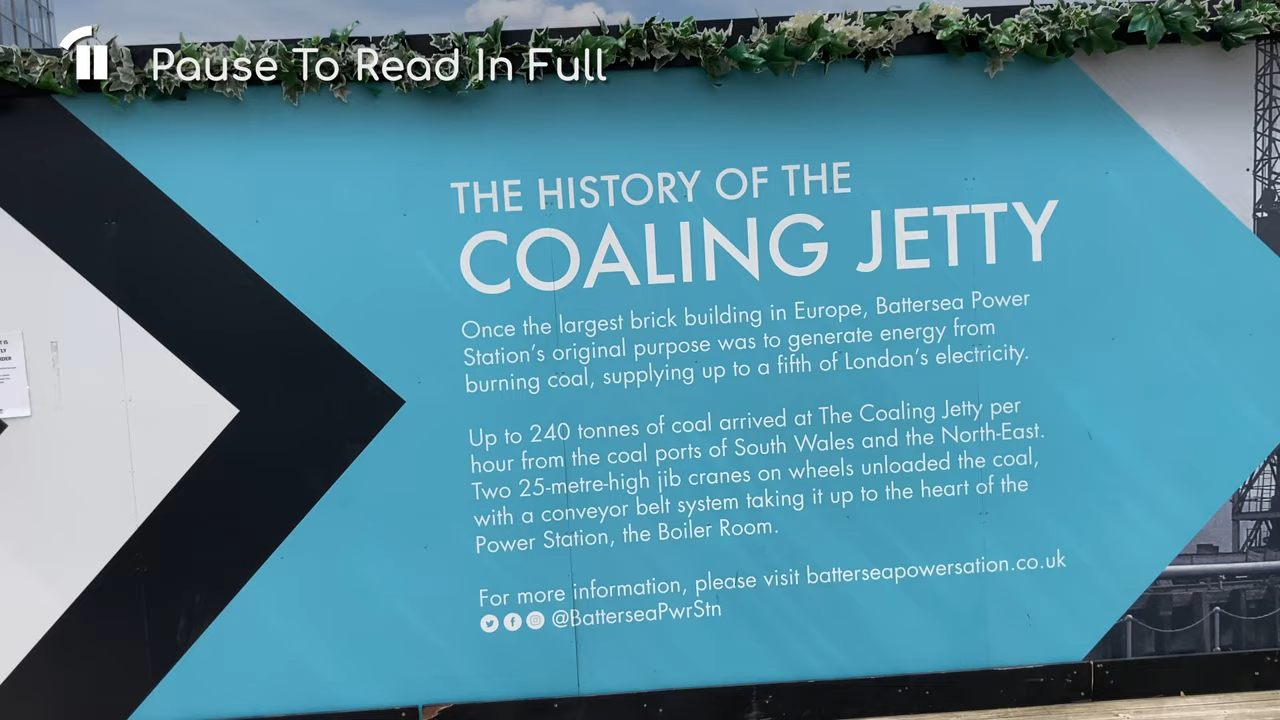 Pause To Read In Full
THE HISTORY OF THE
COALING JETTY
Once the largest brick building in Europe, Battersea Power
Station's original purpose was to generate energy from
burning coal, supplying up to a fifth of London's electricity.
Up to 240 tonnes of coal arrived at The Coaling Jetty per
hour from the coal ports of South Wales and the North-East.
Two 25-metre-high jib cranes on wheels unloaded the coal,
with a conveyor belt system taking it up to the heart of the
Power Station, the Boiler Room.
For more information, please visit batterseapowersation.co.uk
@BatterseaPwrStn